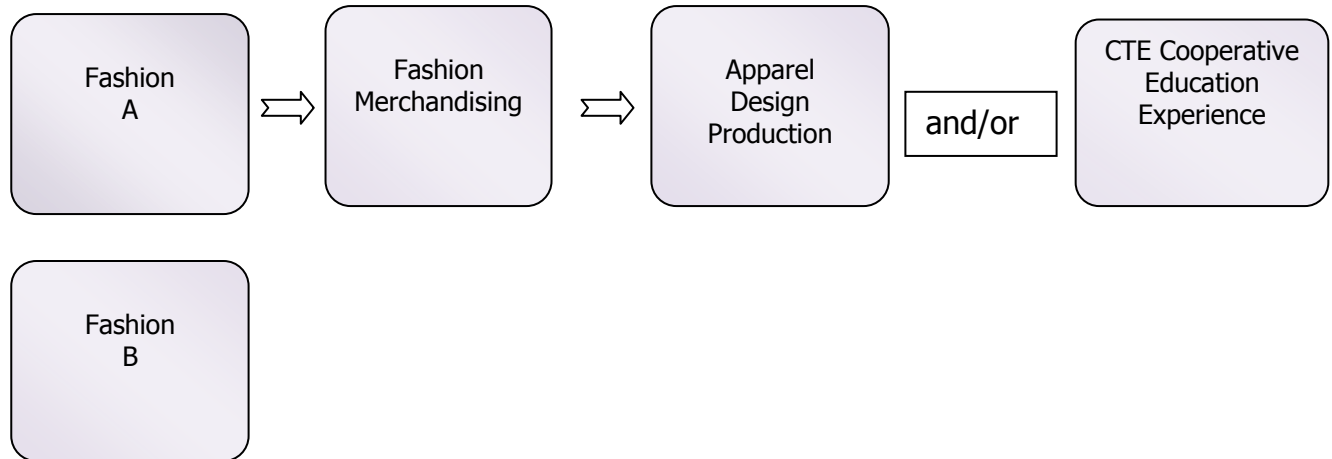 Fashion
A
Fashion
Merchandising
Apparel
Design
Production
and/or
CTE Cooperative
Education
Experience
Fashion
B